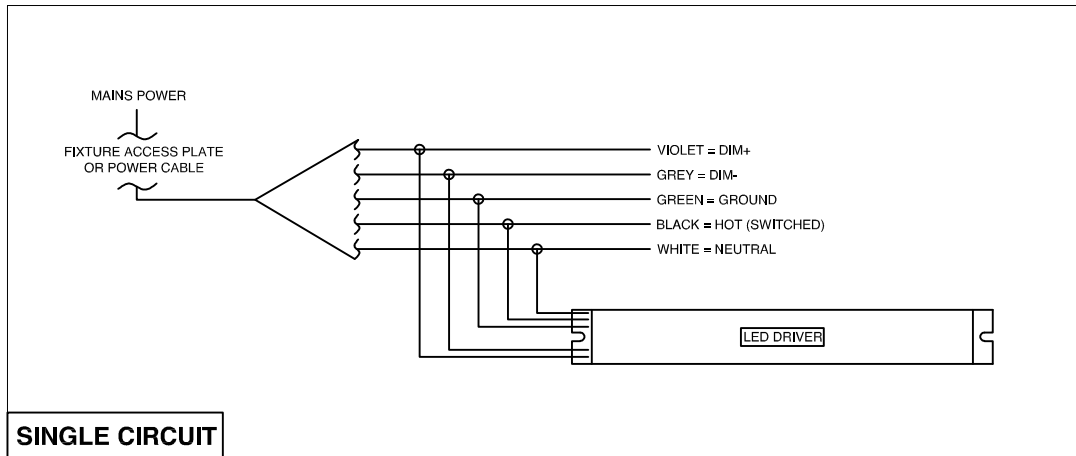 MAINS POWER
FIXTURE ACCESS PLATE
OR POWER CABLE
VIOLET = DIM+
GREY = DIM-
GREEN = GROUND
BLACK = HOT (SWITCHED)
WHITE = NEUTRAL
LED DRIVER
SINGLE CIRCUIT